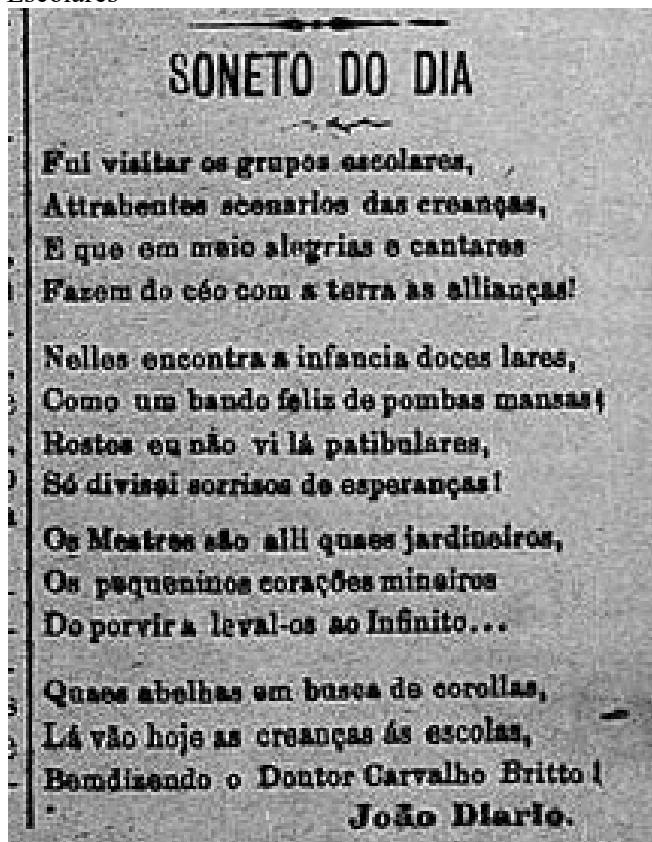 Escolares
SONETO DO DIA
Fui visitar os grupos escolares,
Attrahentes scenarios das creanças,
E que em meio alegrias e cantares
Fazem do céo com a terra as allianças!
Nelles encontra a infancia doces lares,
Como um bando feliz de pombas mansas;
Rostos eu não vi lá patibulares,
Só divisei sorrisos de esperanças!
Os Mestres são alli quaes jardineiros,
Os pequeninos corações mineiros
Do porvir a leval-os ao Infinito...
Quaes abelhas em busca de corollas,
Lá vão hoje as creanças ás escolas,
Bemdizendo o Doutor Carvalho Britto!
João Diario.